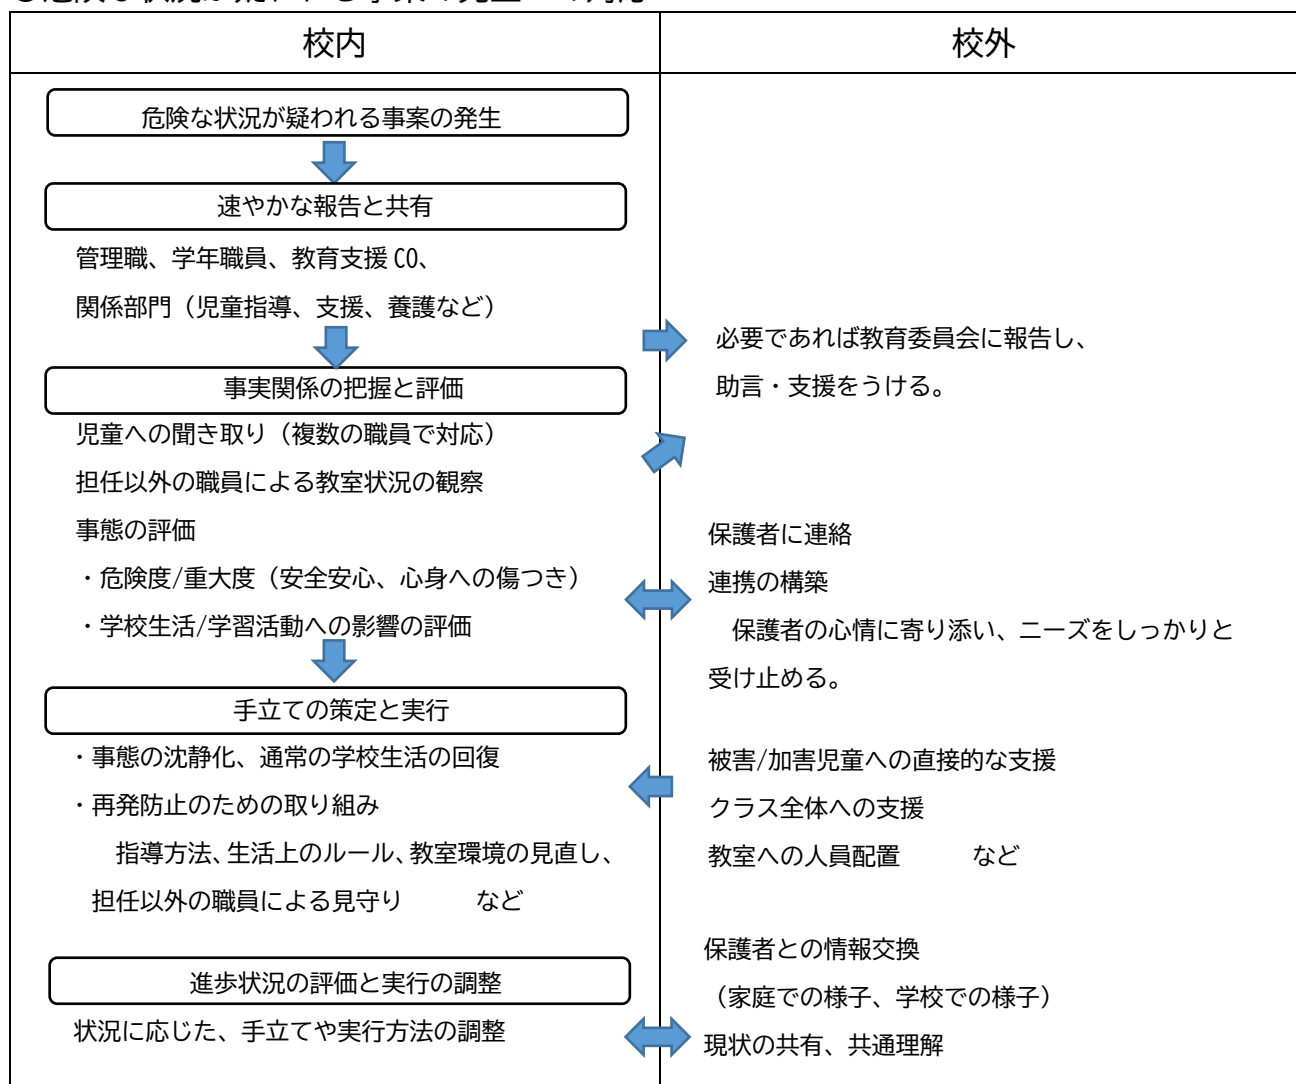 校内
校外
危険な状況が疑われる事案の発生
速やかな報告と共有
管理職、学年職員、教育支援 CO、
関係部門（児童指導、支援、養護など）
必要であれば教育委員会に報告し、
助言・支援をうける。
事実関係の把握と評価
児童への聞き取り（複数の職員で対応）
担任以外の職員による教室状況の観察
事態の評価
・危険度/重大度（安全安心、心身への傷つき）
・学校生活/学習活動への影響の評価
保護者に連絡
連携の構築
保護者の心情に寄り添い、ニーズをしっかりと
受け止める。
手立ての策定と実行
・事態の沈静化、通常の学校生活の回復
・再発防止のための取り組み
指導方法、生活上のルール、教室環境の見直し、
担任以外の職員による見守り　　　など
被害/加害児童への直接的な支援
クラス全体への支援
教室への人員配置　　　など
進歩状況の評価と実行の調整
状況に応じた、手立てや実行方法の調整
保護者との情報交換
（家庭での様子、学校での様子）
現状の共有、共通理解